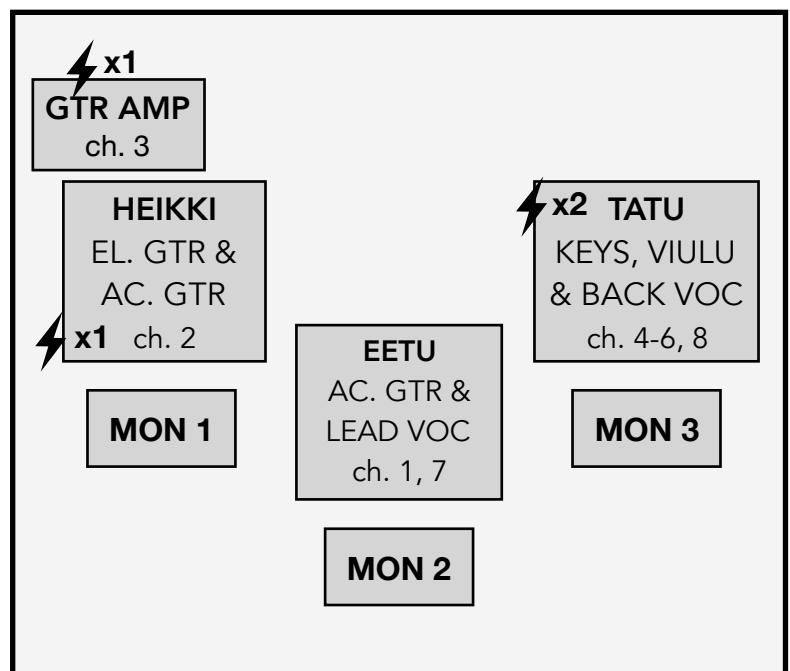 x1
GTR AMP
ch. 3
HEIKKI
EL. GTR &
AC. GTR
x1 ch. 2
MON 1
EETU
AC. GTR &
LEAD VOC
ch. 1, 7
MON 2
x2 TATU
KEYS, VIULU
& BACK VOC
ch. 4-6, 8
MON 3